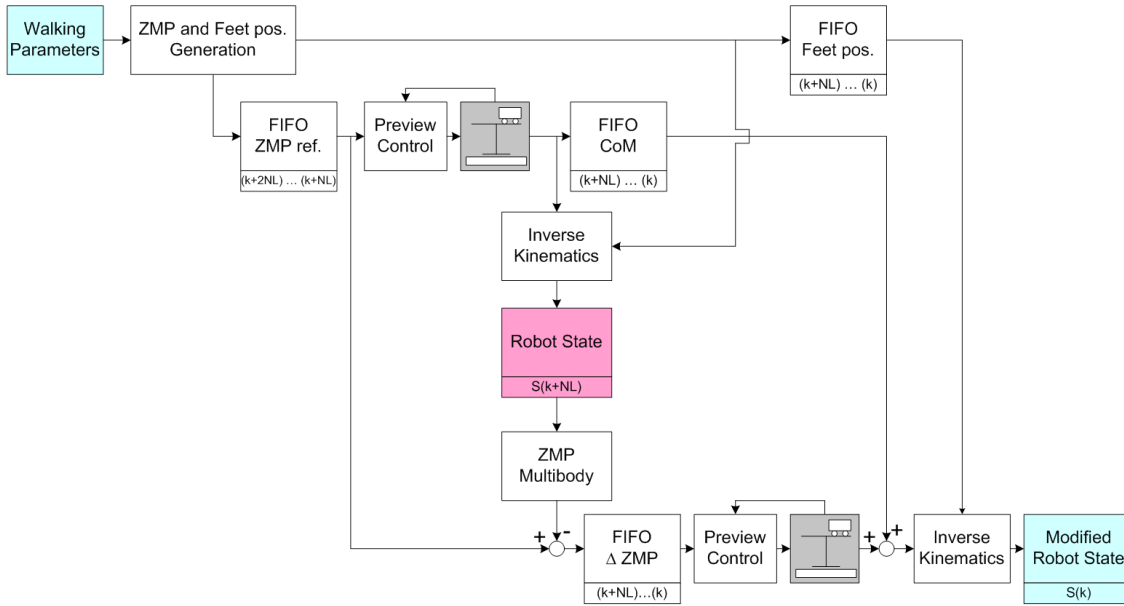 Walking
Parameters
ZMP and Feet pos.
Generation
FIFO
Feet pos.
(k+NL) … (k)
FIFO
ZMP ref.
(k+2NL) … (k+NL)
Preview
Control
FIFO
CoM
(k+NL) … (k)
Inverse
Kinematics
Robot State
S(k+NL)
ZMP
Multibody
+
-
FIFO
Δ ZMP
(k+NL)…(k)
Preview
Control
+
+
Inverse
Kinematics
Modified
Robot State
S(k)